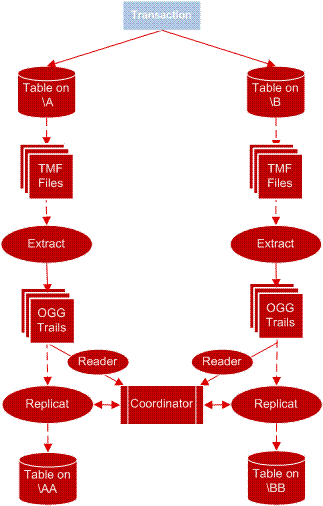 Transaction
Table on
\A
Table on
\B
TMF
Files
TMF
Files
Extract
Extract
OGG
Trails
OGG
Trails
Reader
Reader
Replicat
Coordinator
Replicat
Table on
\AA
Table on
\BB